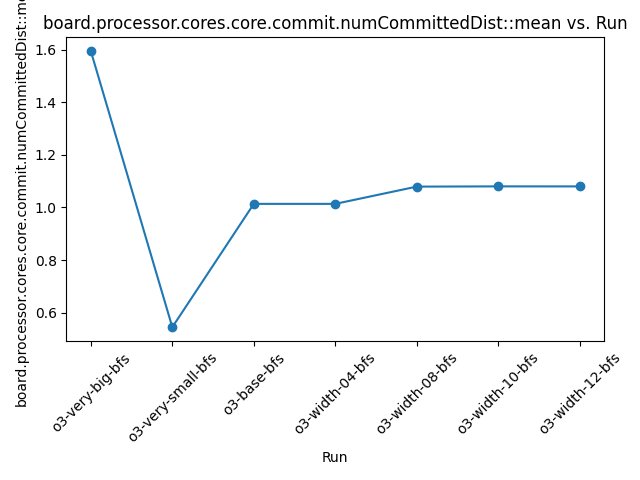 board.processor.cores.core.commit.numCommittedDist::mean vs. Run
board.processor.cores.core.commit.numCommittedDist::me
1.6
1.4
1.2
1.0
0.8
0.6
o3-very-big-bfs
o3-very-small-bfs
o3-base-bfs
o3-width-04-bfs
o3-width-08-bfs
o3-width-10-bfs
o3-width-12-bfs
Run